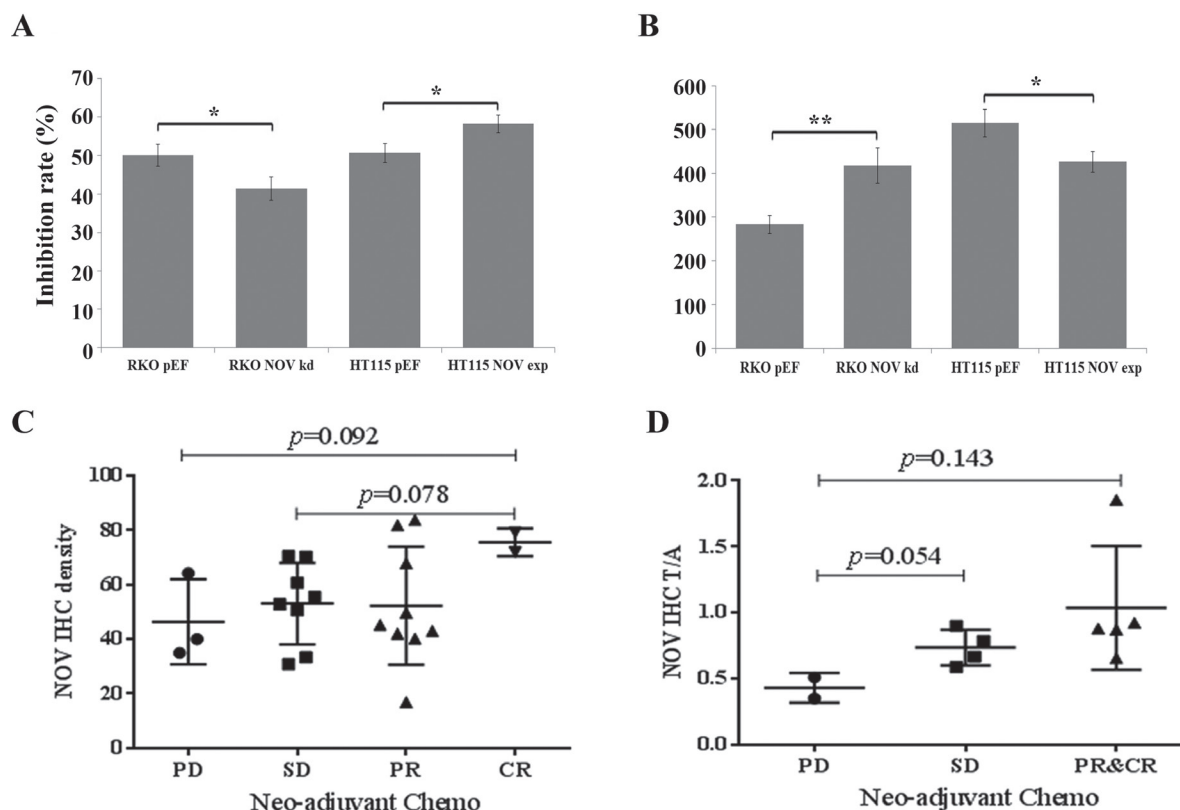 A
Inhibition rate (%)
70
60
50
40
30
20
10
0
*
*
RKO pEF
RKO NOV kd
HT115 pEF
HT115 NOV exp
B
600
500
400
300
200
100
0
**
*
RKO pEF
RKO NOV kd
HT115 pEF
HT115 NOV exp
C
NOV IHC density
100
80
60
40
20
0
p=0.092
p=0.078
PD
SD
PR
CR
Neo-adjuvant Chemo
D
NOV IHC T/A
2.0
1.5
1.0
0.5
0.0
p=0.143
p=0.054
PD
SD
PR&CR
Neo-adjuvant Chemo